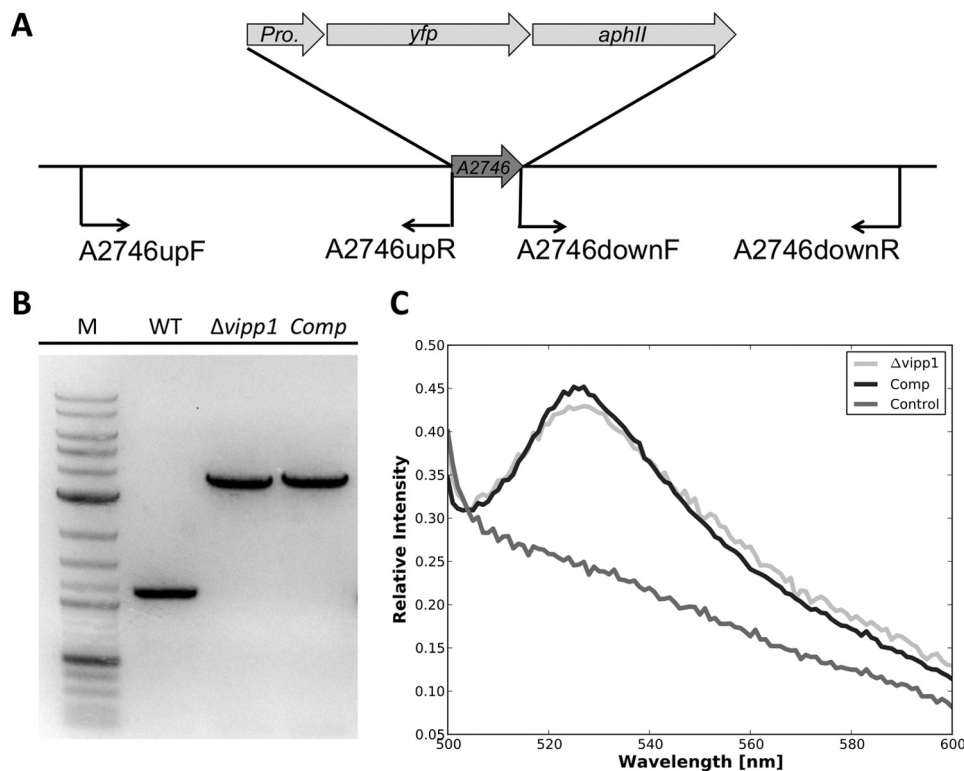 A
Pro. yfp aphII
A2746
A2746upF A2746upR A2746downF A2746downR
B
M WT Δvipp1 Comp
C
0.50
0.45
0.40
0.35
0.30
0.25
0.20
0.15
0.10
0.05
Relative Intensity
Δvipp1
Comp
Control
500 520 540 560 580 600
Wavelength [nm]